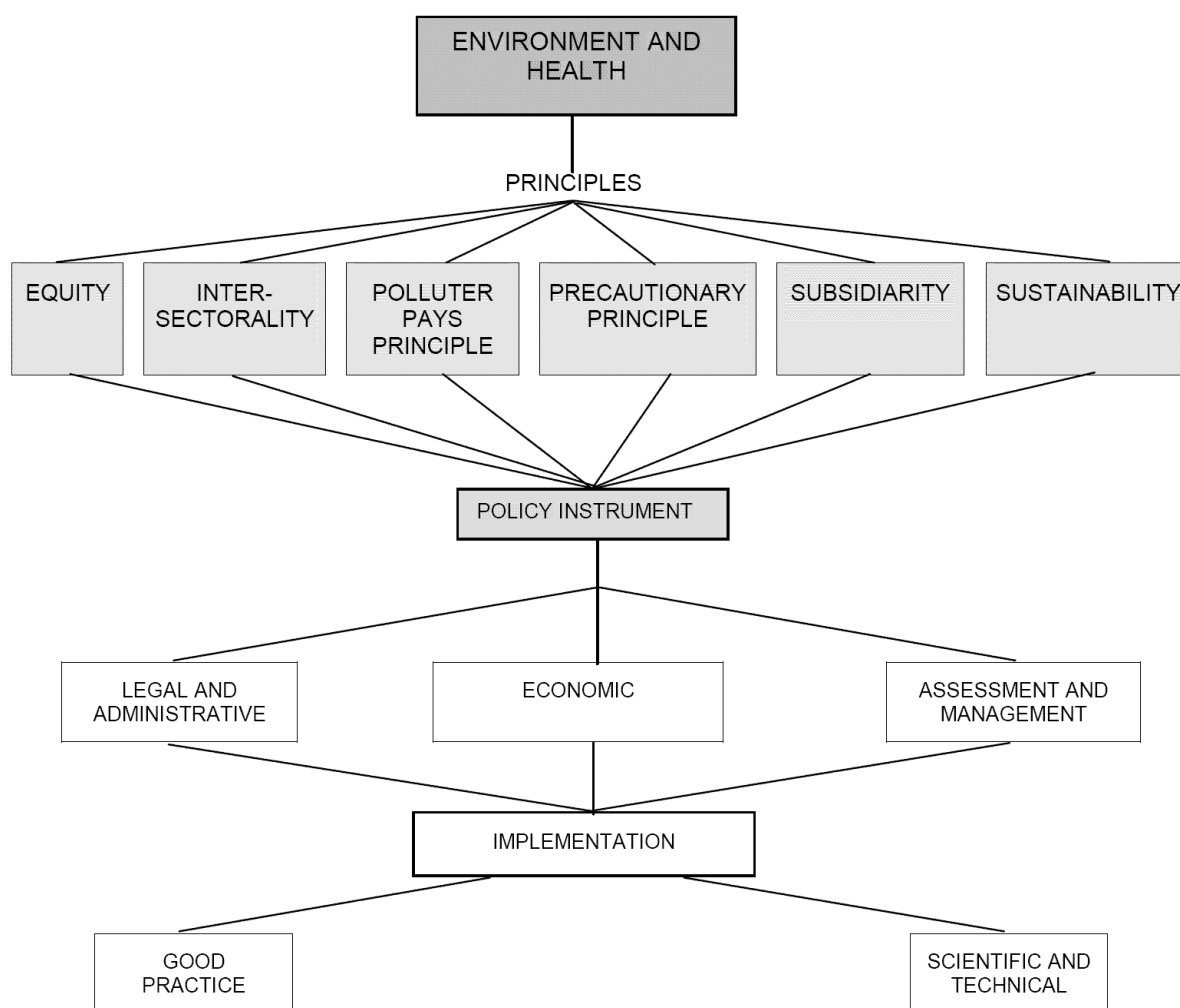 ENVIRONMENT AND
HEALTH
PRINCIPLES
EQUITY
INTER-
SECTORALITY
POLLUTER
PAYS
PRINCIPLE
PRECAUTIONARY
PRINCIPLE
SUBSIDIARITY
SUSTAINABILITY
POLICY INSTRUMENT
LEGAL AND
ADMINISTRATIVE
ECONOMIC
ASSESSMENT AND
MANAGEMENT
IMPLEMENTATION
GOOD
PRACTICE
SCIENTIFIC AND
TECHNICAL